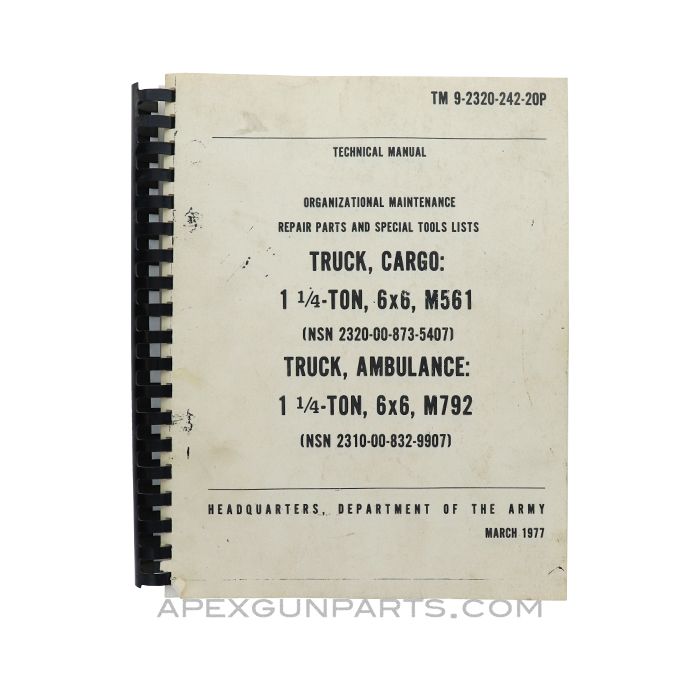 TM 9-2320-242-20P
TECHNICAL MANUAL
ORGANIZATIONAL MAINTENANCE
REPAIR PARTS AND SPECIAL TOOLS LISTS
TRUCK, CARGO:
1 1/4-TON, 6x6, M561
(NSN 2320-00-873-5407)
TRUCK, AMBULANCE:
1 1/4-TON, 6x6, M792
(NSN 2310-00-832-9907)
HEADQUARTERS, DEPARTMENT OF THE ARMY
MARCH 1977
APEXGUNPARTS.COM